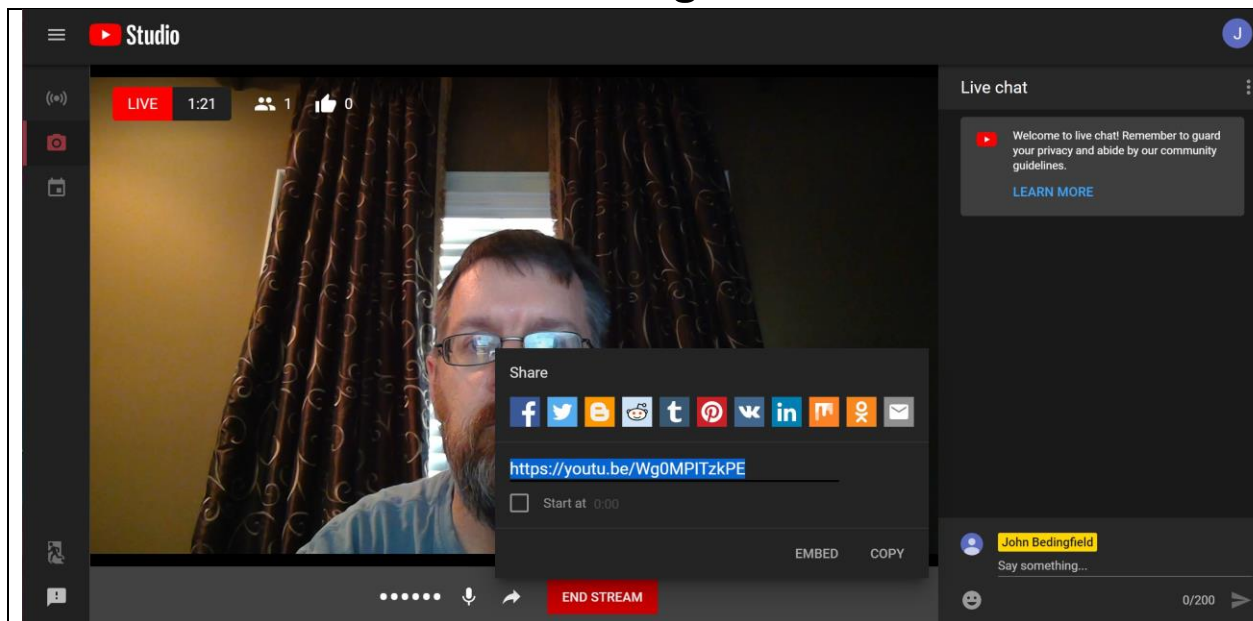 Studio
J
LIVE 1:21 1 0
Live chat
Welcome to live chat! Remember to guard
your privacy and abide by our community
guidelines.
LEARN MORE
Share
https://youtu.be/Wg0MPITzkPE
Start at 0:00
EMBED COPY
END STREAM
John Bedingfield
Say something...
0/200